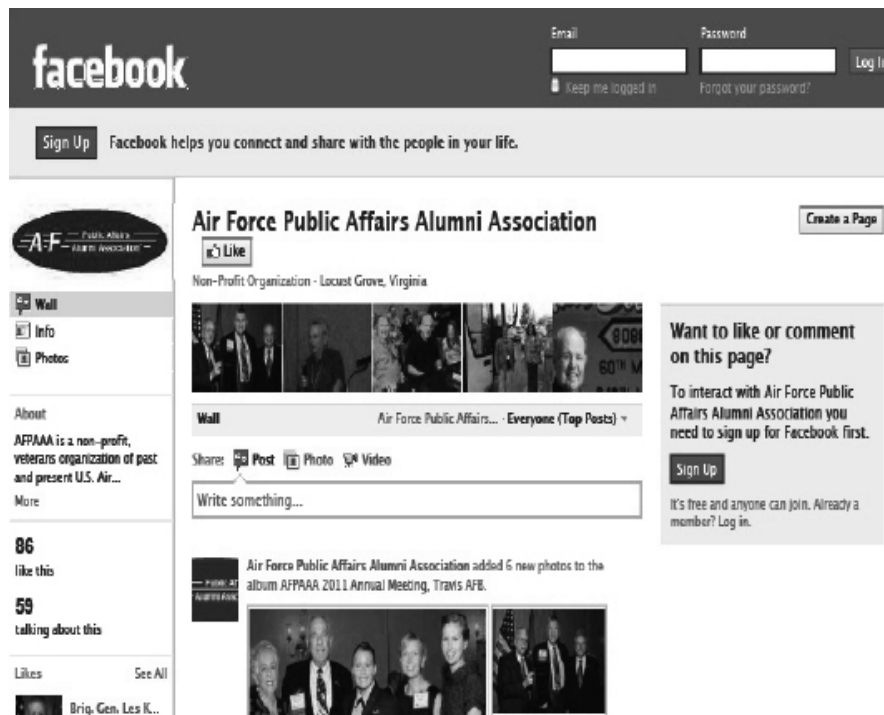 Email
Password
facebook
Log In
Keep me logged in
Forgot your password?
Sign Up
Facebook helps you connect and share with the people in your life.
A-F
Public Affairs
Alumni Association
Wall
Info
Photos
About
AFPAAA is a non-profit,
veterans organization of past
and present U.S. Air...
More
86
like this
59
talking about this
Likes
See All
Brig. Gen. Les K...
Air Force Public Affairs Alumni Association
Like
Non-Profit Organization · Locust Grove, Virginia
Wall
Air Force Public Affairs... · Everyone (Top Posts)
Share:
Post
Photo
Video
Write something...
Air Force Public Affairs Alumni Association added 6 new photos to the
album AFPAAA 2011 Annual Meeting, Travis AFB.
Create a Page
Want to like or comment
on this page?
To interact with Air Force Public
Affairs Alumni Association you
need to sign up for Facebook first.
Sign Up
It's free and anyone can join. Already a
member? Log in.